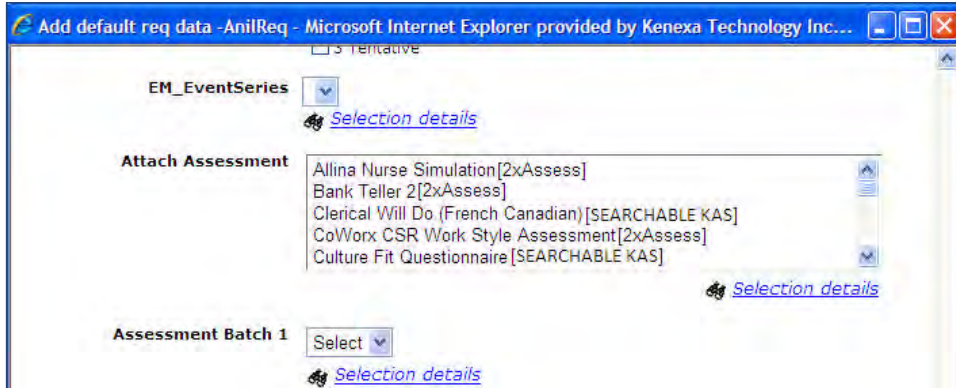 Add default req data -AnilReq - Microsoft Internet Explorer provided by Kenexa Technology Inc...
3 Tentative
EM_EventSeries
Selection details
Attach Assessment
Allina Nurse Simulation[2xAssess]
Bank Teller 2[2xAssess]
Clerical Will Do (French Canadian)[SEARCHABLE KAS]
CoWorx CSR Work Style Assessment[2xAssess]
Culture Fit Questionnaire[SEARCHABLE KAS]
Selection details
Assessment Batch 1
Select
Selection details